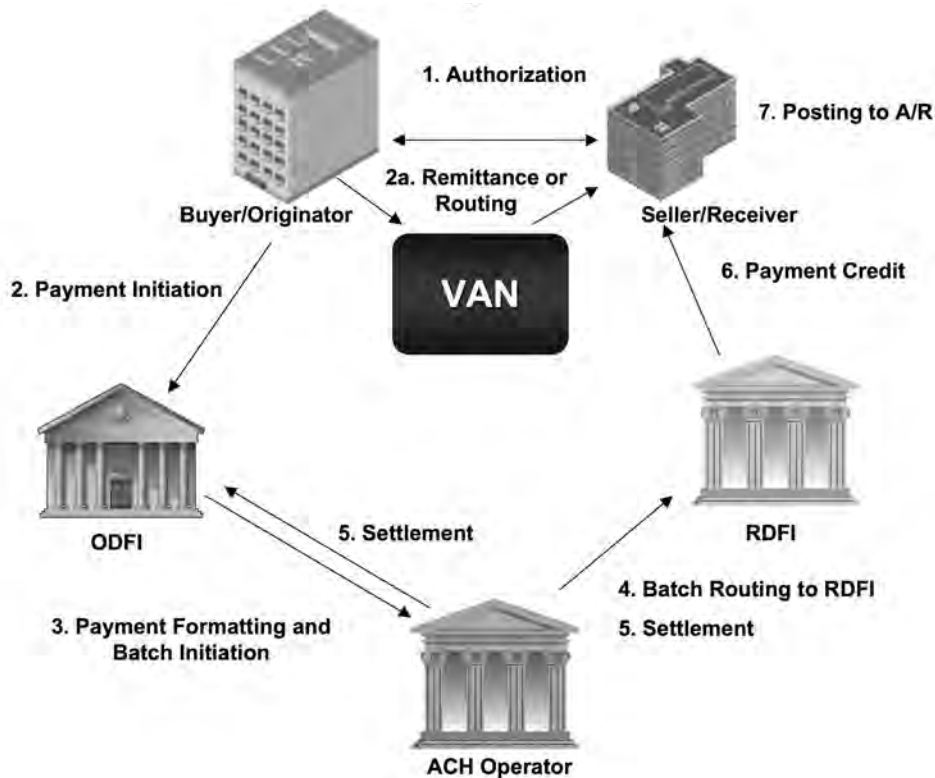 1. Authorization
7. Posting to A/R
2a. Remittance or
Routing
Buyer/Originator
Seller/Receiver
VAN
2. Payment Initiation
6. Payment Credit
ODFI
RDFI
5. Settlement
4. Batch Routing to RDFI
3. Payment Formatting and
Batch Initiation
5. Settlement
ACH Operator